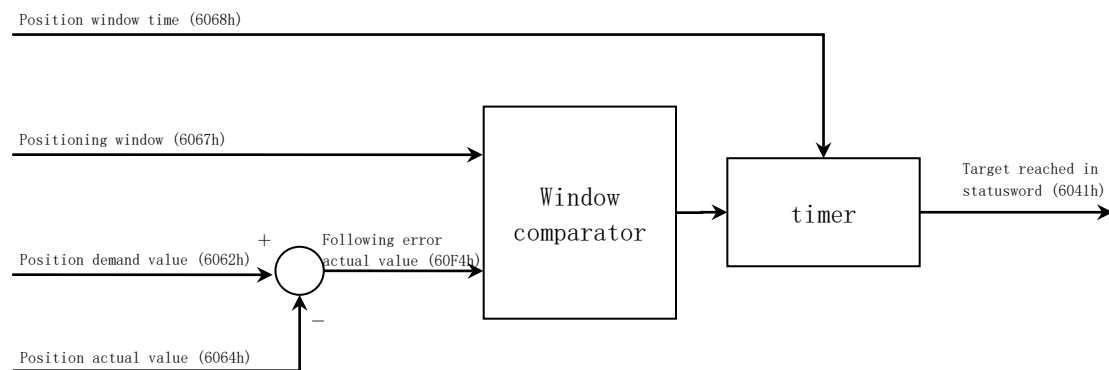 Position window time (6068h)
Positioning window (6067h)
Window
comparator
timer
Target reached in
statusword (6041h)
+
Following error
actual value (60F4h)
Position demand value (6062h)
−
Position actual value (6064h)